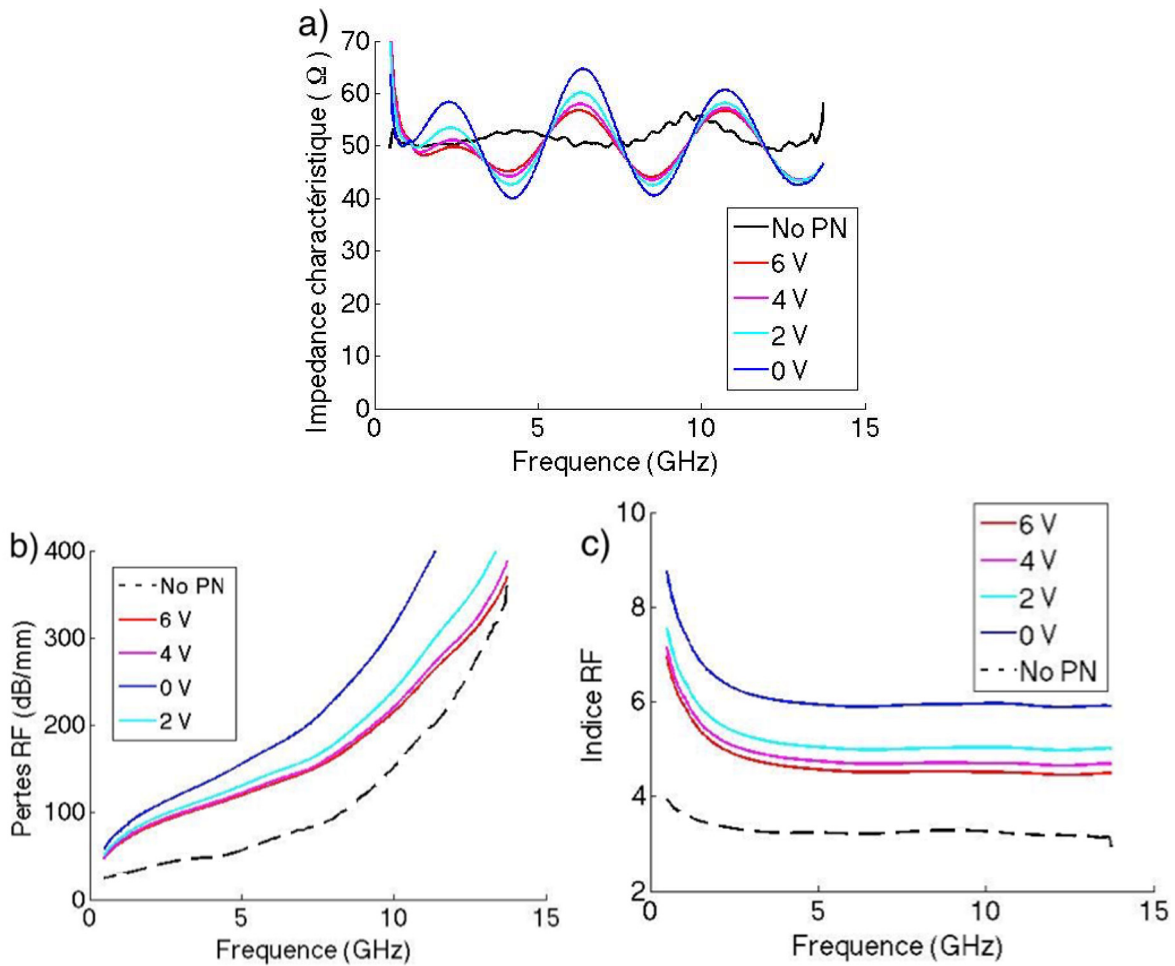 a)
Impedance charactéristique ( Ω )
70
60
50
40
30
20
10
0
0 5 10 15
Frequence (GHz)
No PN
6 V
4 V
2 V
0 V
b)
Pertes RF (dB/mm)
400
300
200
100
0
0 5 10 15
Frequence (GHz)
No PN
6 V
4 V
0 V
2 V
c)
Indice RF
10
8
6
4
2
0 5 10 15
Frequence (GHz)
6 V
4 V
2 V
0 V
No PN